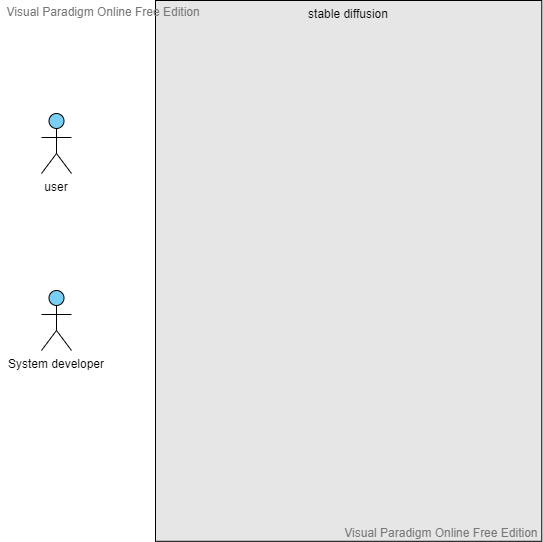 Visual Paradigm Online Free Edition
stable diffusion
user
System developer
Visual Paradigm Online Free Edition